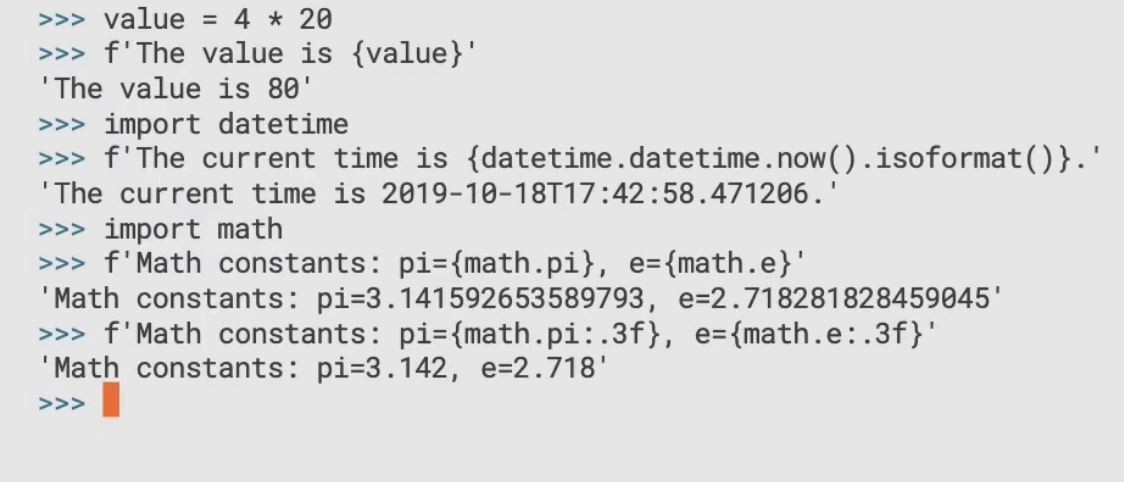 >>> value = 4 * 20
>>> f'The value is {value}'
'The value is 80'
>>> import datetime
>>> f'The current time is {datetime.datetime.now().isoformat()}.'
'The current time is 2019-10-18T17:42:58.471206.'
>>> import math
>>> f'Math constants: pi={math.pi}, e={math.e}'
'Math constants: pi=3.141592653589793, e=2.718281828459045'
>>> f'Math constants: pi={math.pi:.3f}, e={math.e:.3f}'
'Math constants: pi=3.142, e=2.718'
>>>